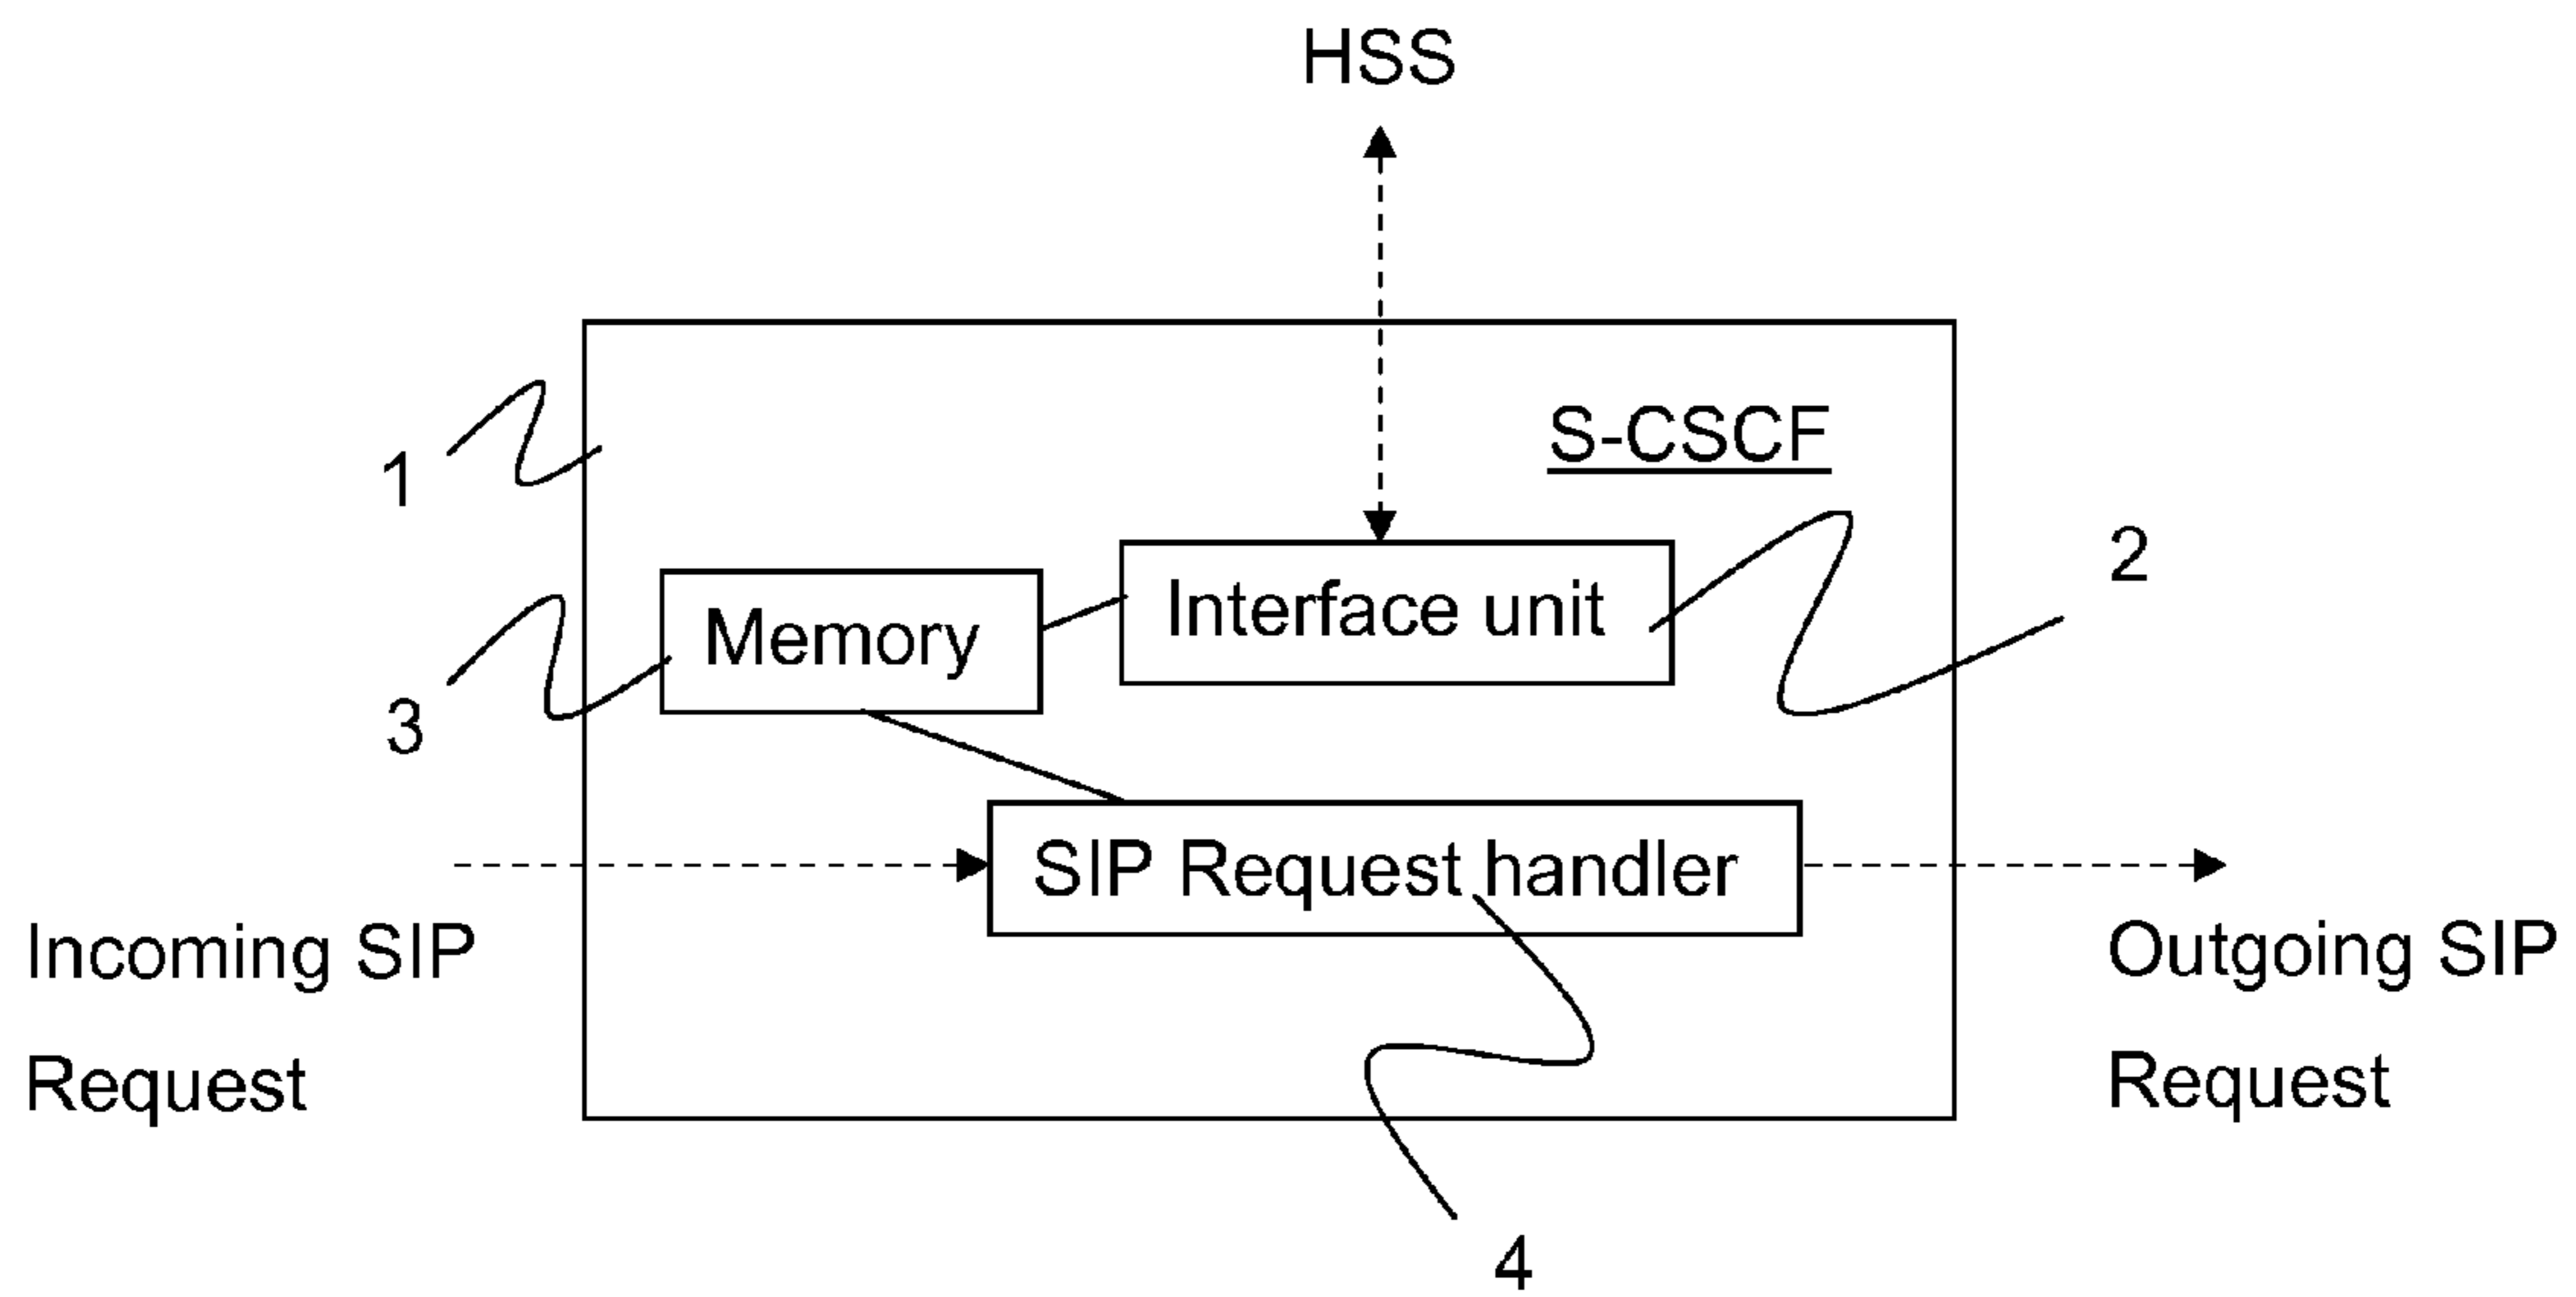 HSS
S-CSCF
1
2
Interface unit
Memory
3
SIP Request handler
Incoming SIP
Request
Outgoing SIP
Request
4